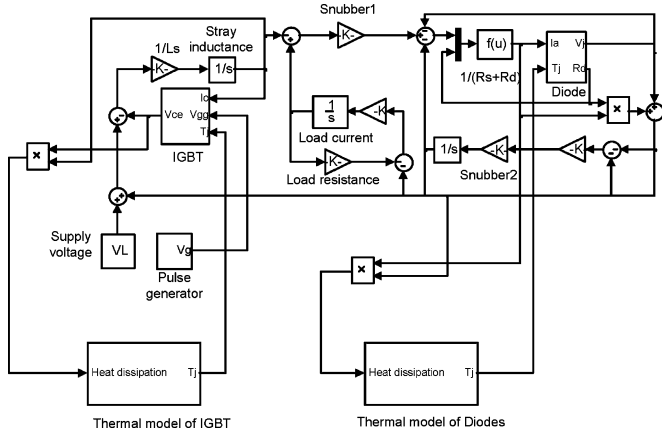 Snubber1
1/Ls
Stray
inductance
-K-
1/s
K-
f(u)
Ia
Vj
Tj
Rd
1/(Rs+Rd)
Diode
Ic
Vce
Vgg
Tj
IGBT
1
s
-K
Load current
K-
Load resistance
1/s
-K-
-K
Snubber2
Supply
voltage
VL
Vg
Pulse
generator
Heat dissipation
Tj
Heat dissipation
Tj
Thermal model of IGBT
Thermal model of Diodes